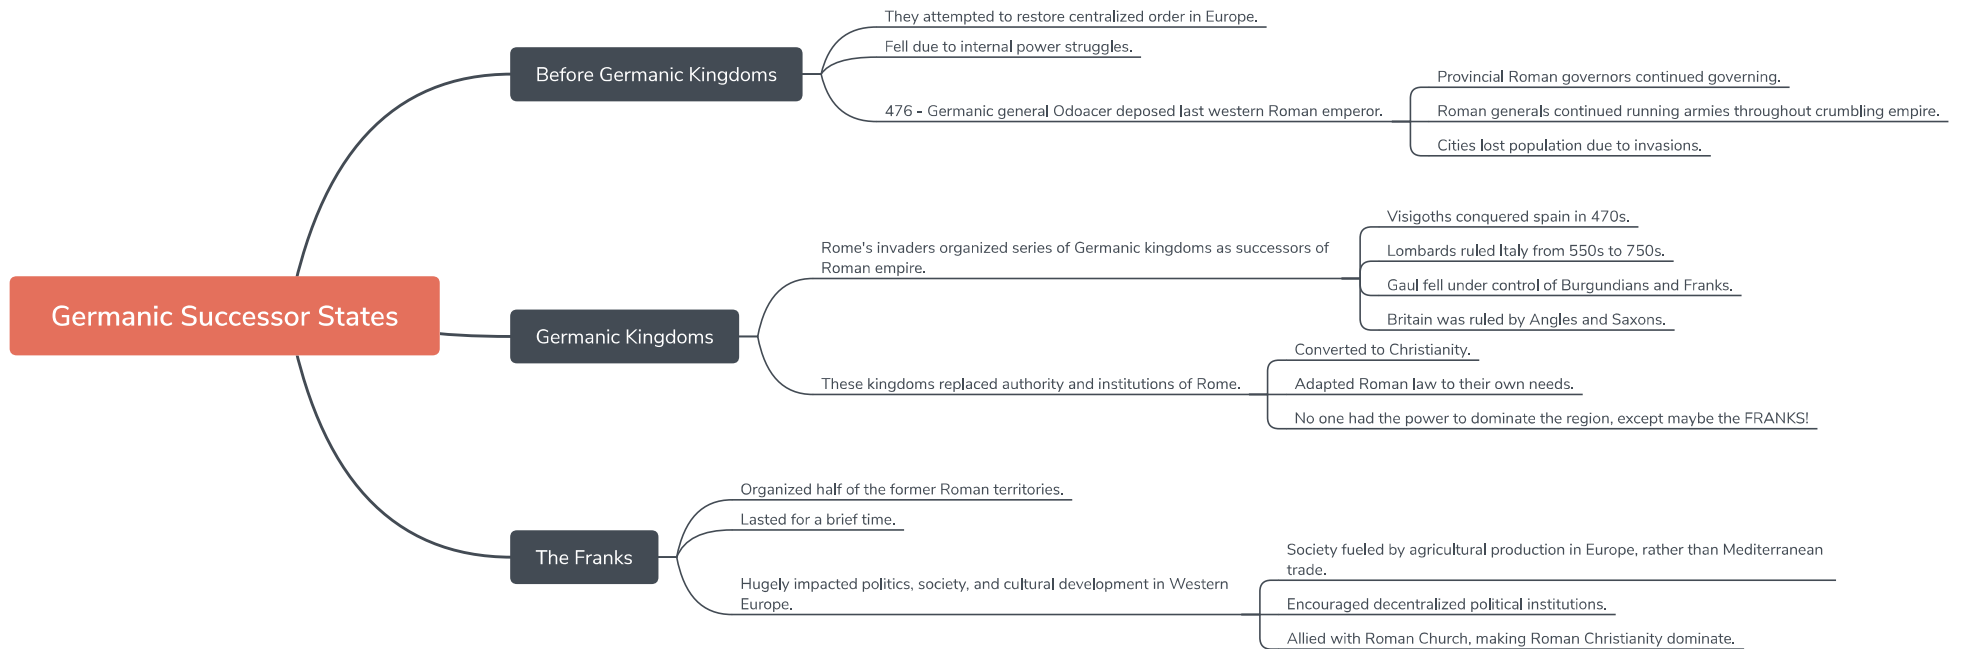 Germanic Successor States
Before Germanic Kingdoms
They attempted to restore centralized order in Europe.
Fell due to internal power struggles.
476 - Germanic general Odoacer deposed last western Roman emperor.
Provincial Roman governors continued governing.
Roman generals continued running armies throughout crumbling empire.
Cities lost population due to invasions.
Germanic Kingdoms
Rome's invaders organized series of Germanic kingdoms as successors of
Roman empire.
Visigoths conquered spain in 470s.
Lombards ruled Italy from 550s to 750s.
Gaul fell under control of Burgundians and Franks.
Britain was ruled by Angles and Saxons.
These kingdoms replaced authority and institutions of Rome.
Converted to Christianity.
Adapted Roman law to their own needs.
No one had the power to dominate the region, except maybe the FRANKS!
The Franks
Organized half of the former Roman territories.
Lasted for a brief time.
Hugely impacted politics, society, and cultural development in Western
Europe.
Society fueled by agricultural production in Europe, rather than Mediterranean
trade.
Encouraged decentralized political institutions.
Allied with Roman Church, making Roman Christianity dominate.